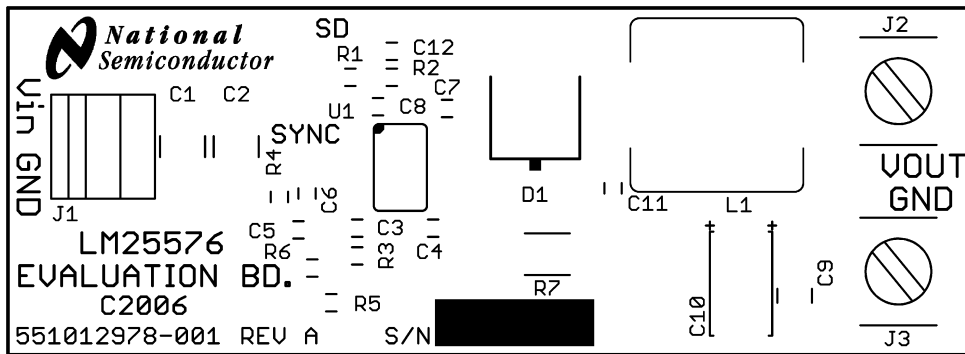 National
Semiconductor
SD
R1
C12
R2
C7
J2
Vin
C1
C2
U1
C8
SYNC
R4
VOUT
GND
GND
J1
C6
D1
C11
L1
C5
C3
LM25576
R6
R3
C4
EVALUATION BD.
R7
C9
C2006
R5
C10
551012978-001 REV A
S/N
J3